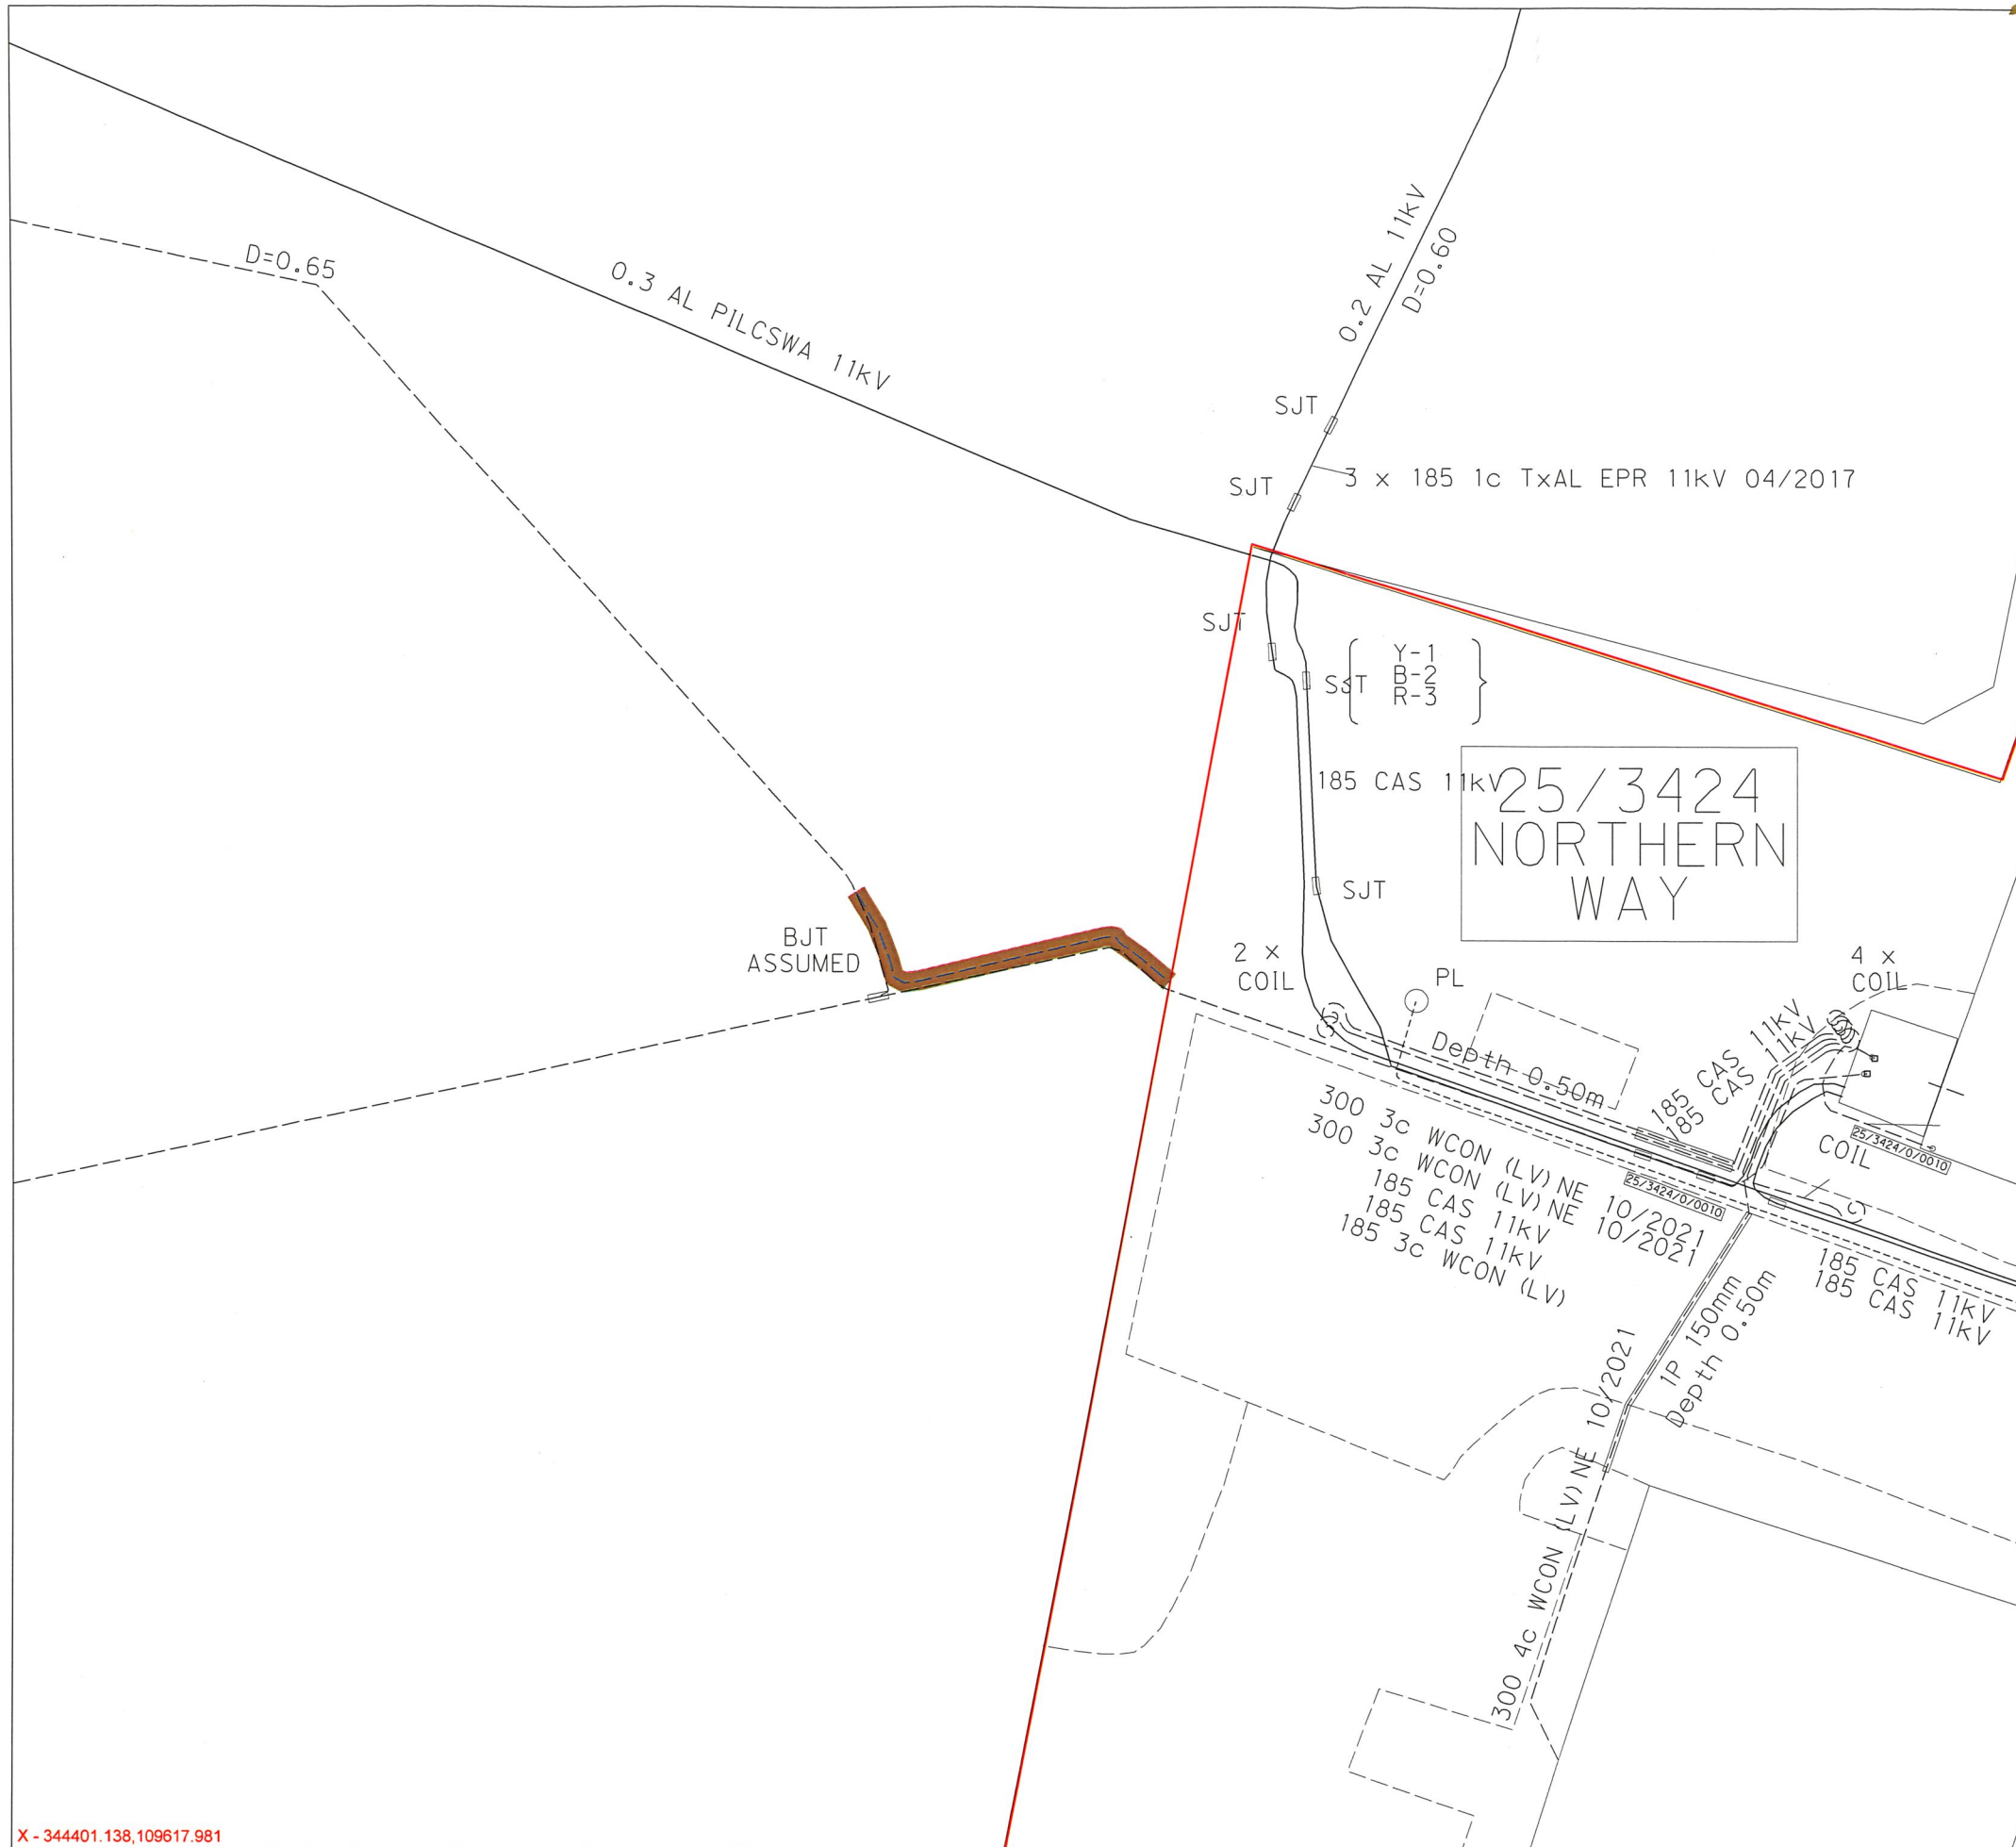 D=0.65
0.3 AL PILCSWA 11kV
0.2 AL 11kV
D=0.60
SJT
SJT
3 x 185 1c TxAL EPR 11kV 04/2017
SJT
SJT
Y-1
B-2
R-3
185 CAS 11kV
25/3424
NORTHERN
WAY
SJT
BJT
ASSUMED
2 x
COIL
PL
4 x
COIL
Depth 0.50m
185 CAS 11kV
185 CAS 11kV
25/3424/0/0010
COIL
25/3424/0/0010
300 3c WCON (LV)NE 10/2021
300 3c WCON (LV)NE 10/2021
185 CAS 11kV
185 CAS 11kV
185 3c WCON (LV)
185 CAS 11kV
185 CAS 11kV
1P 150mm
Depth 0.50m
300 4c WCON (LV)NE 10/2021
X - 344401.138,109617.981